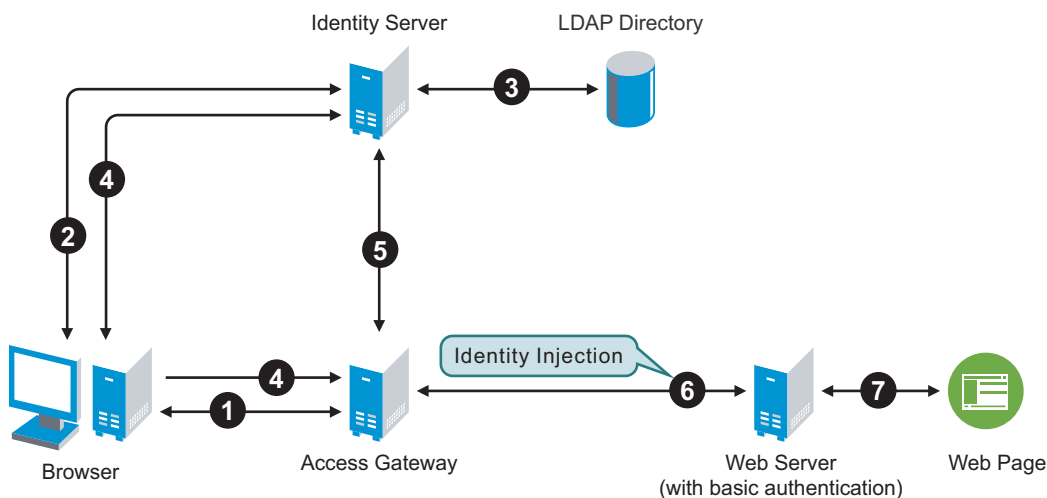 Identity Server
LDAP Directory
3
4
2
5
Identity Injection
4
1
6
7
Browser
Access Gateway
Web Server
(with basic authentication)
Web Page